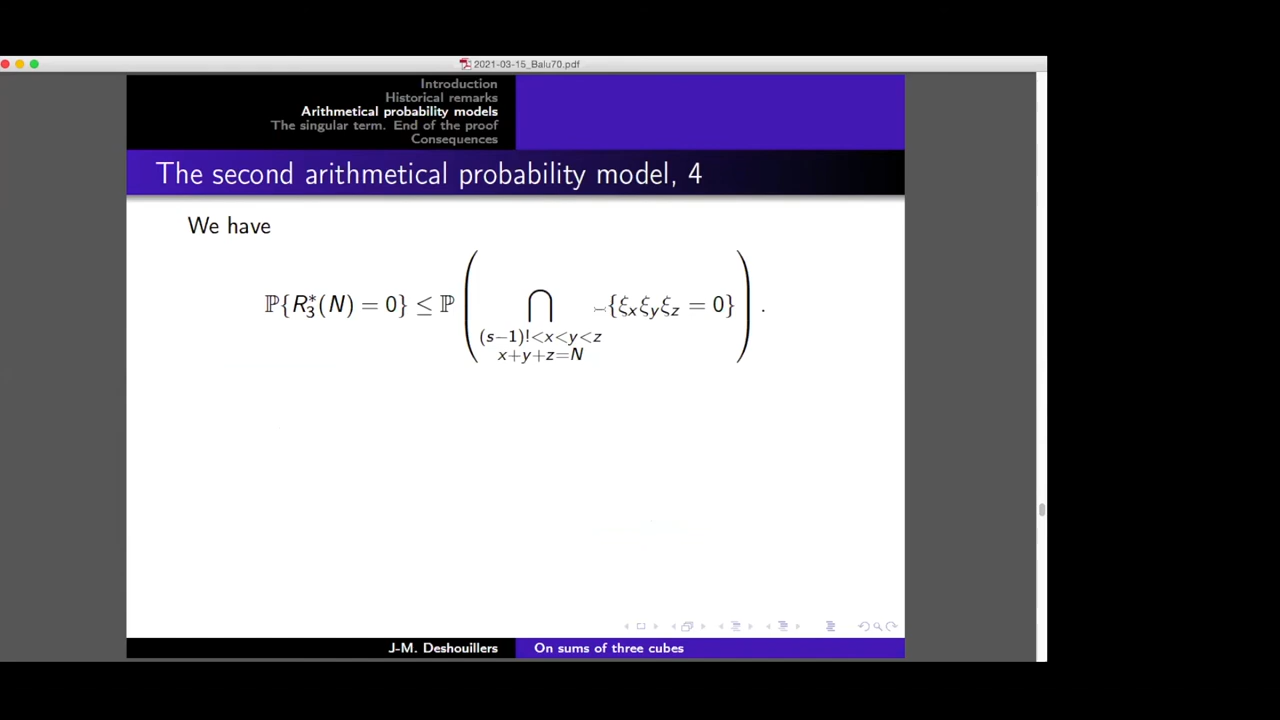 2021-03-15_Balu70.pdf
Introduction
Historical remarks
Arithmetical probability models
The singular term. End of the proof
Consequences
The second arithmetical probability model, 4
We have
ℙ{R₃*(N) = 0} ≤ ℙ ( ⋂ {ξₓξᵧξ_z = 0} ) .
(s−1)!<x<y<z
x+y+z=N
J-M. Deshouillers
On sums of three cubes